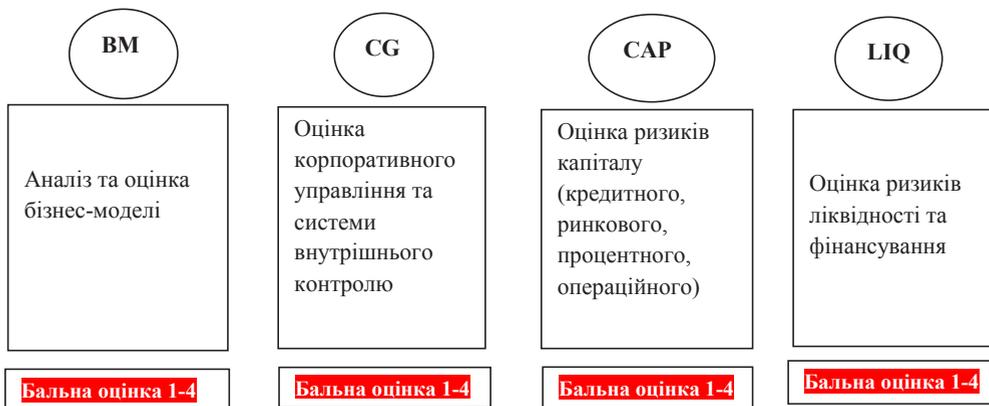 BM
CG
CAP
LIQ
Аналіз та оцінка
бізнес-моделі
Оцінка
корпоративного
управління та
системи
внутрішнього
контролю
Оцінка ризиків
капіталу
(кредитного,
ринкового,
процентного,
операційного)
Оцінка ризиків
ліквідності та
фінансування
Бальна оцінка 1-4
Бальна оцінка 1-4
Бальна оцінка 1-4
Бальна оцінка 1-4